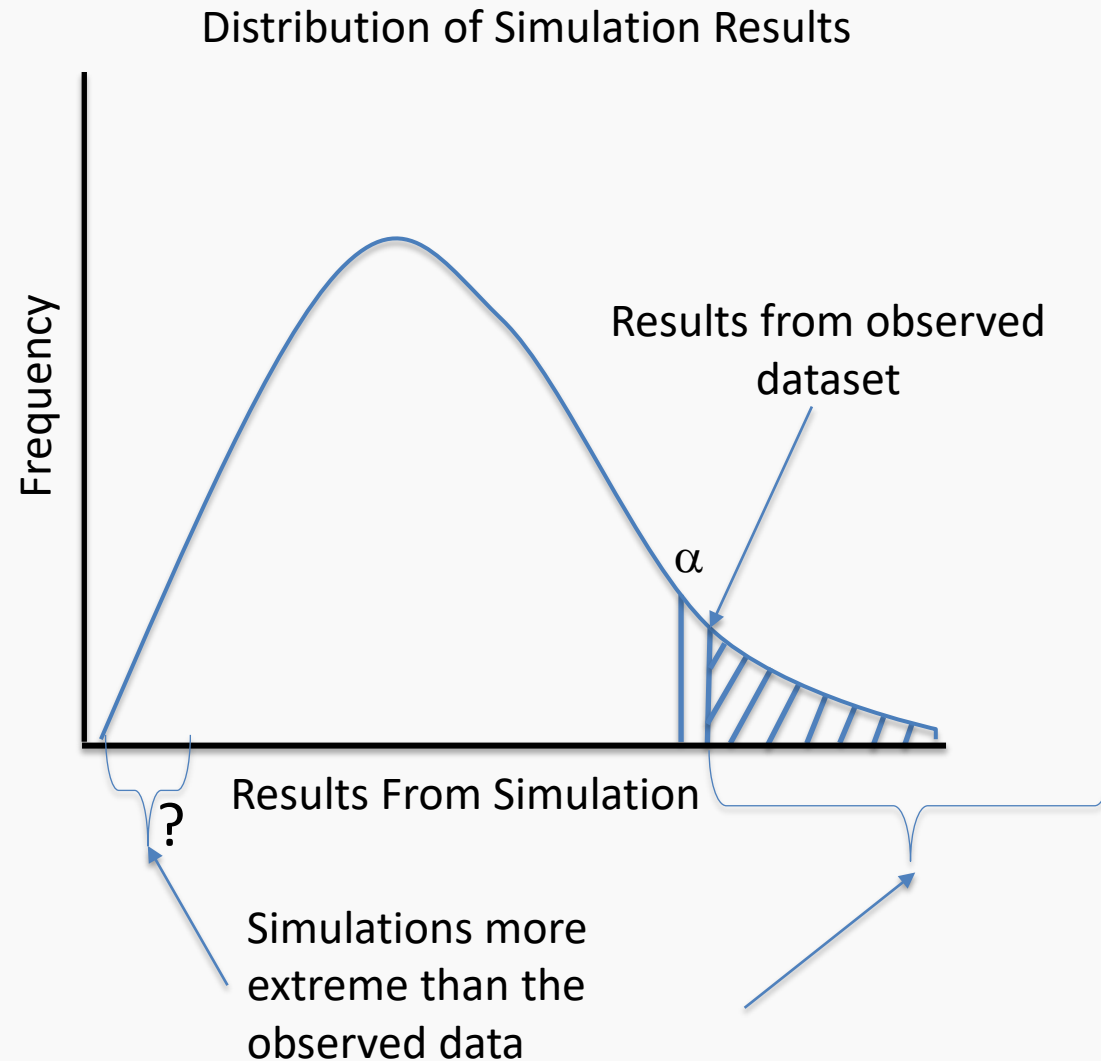 Distribution of Simulation Results
Frequency
Results from observed
dataset
α
Results From Simulation
?
Simulations more
extreme than the
observed data